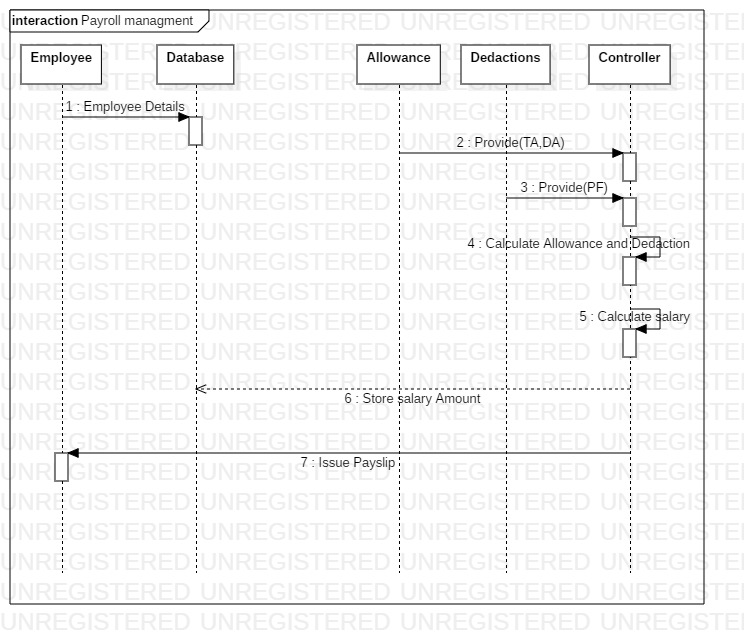 interaction Payroll managment
Employee Database Allowance Dedactions Controller
1 : Employee Details
2 : Provide(TA,DA)
3 : Provide(PF)
4 : Calculate Allowance and Dedaction
5 : Calculate salary
6 : Store salary Amount
7 : Issue Payslip
UNREGISTERED